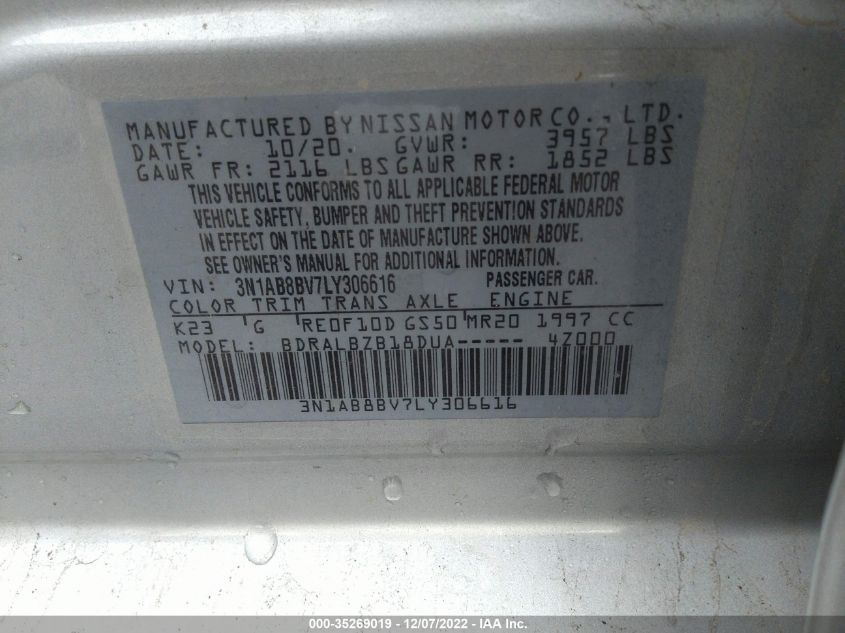 MANUFACTURED BY NISSAN MOTOR CO., LTD.
DATE: 10/20 GVWR: 3957 LBS
GAWR FR: 2116 LBS GAWR RR: 1852 LBS
THIS VEHICLE CONFORMS TO ALL APPLICABLE FEDERAL MOTOR
VEHICLE SAFETY, BUMPER AND THEFT PREVENTION STANDARDS
IN EFFECT ON THE DATE OF MANUFACTURE SHOWN ABOVE.
SEE OWNER'S MANUAL FOR ADDITIONAL INFORMATION.
VIN: 3N1AB8BV7LY306616 PASSENGER CAR.
COLOR TRIM TRANS AXLE ENGINE
K23 G RE0F10D GS50 MR20 1997 CC
MODEL: BDRALBZB18DUA----- 4Z000
3N1AB8BV7LY306616
000-35269019 - 12/07/2022 - IAA Inc.